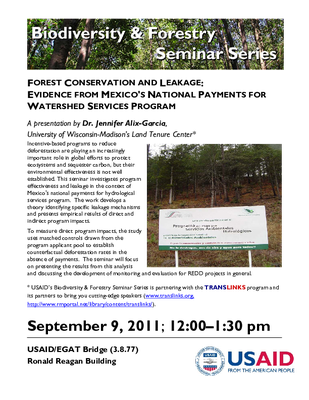 Biodiversity & Forestry
Seminar Series
FOREST CONSERVATION AND LEAKAGE:
EVIDENCE FROM MEXICO'S NATIONAL PAYMENTS FOR
WATERSHED SERVICES PROGRAM
A presentation by Dr. Jennifer Alix-Garcia,
University of Wisconsin-Madison's Land Tenure Center*
Incentive-based programs to reduce
deforestation are playing an increasingly
important role in global efforts to protect
ecosystems and sequester carbon, but their
environmental effectiveness is not well
established. This seminar investigates program
effectiveness and leakage in the context of
Mexico's national payments for hydrological
services program. The work develops a
theory identifying specific leakage mechanisms
and presents empirical results of direct and
indirect program impacts.
To measure direct program impacts, the study
uses matched controls drawn from the
program applicant pool to establish
counterfactual deforestation rates in the
absence of payments. The seminar will focus
on presenting the results from this analysis
and discussing the development of monitoring and evaluation for REDD projects in general.
* USAID's Biodiversity & Forestry Seminar Series is partnering with the TRANSLINKS program and
its partners to bring you cutting-edge speakers (www.translinks.org,
http://www.rmportal.net/library/content/translinks/).
September 9, 2011; 12:00–1:30 pm
USAID/EGAT Bridge (3.8.77)
Ronald Reagan Building
USAID
FROM THE AMERICAN PEOPLE